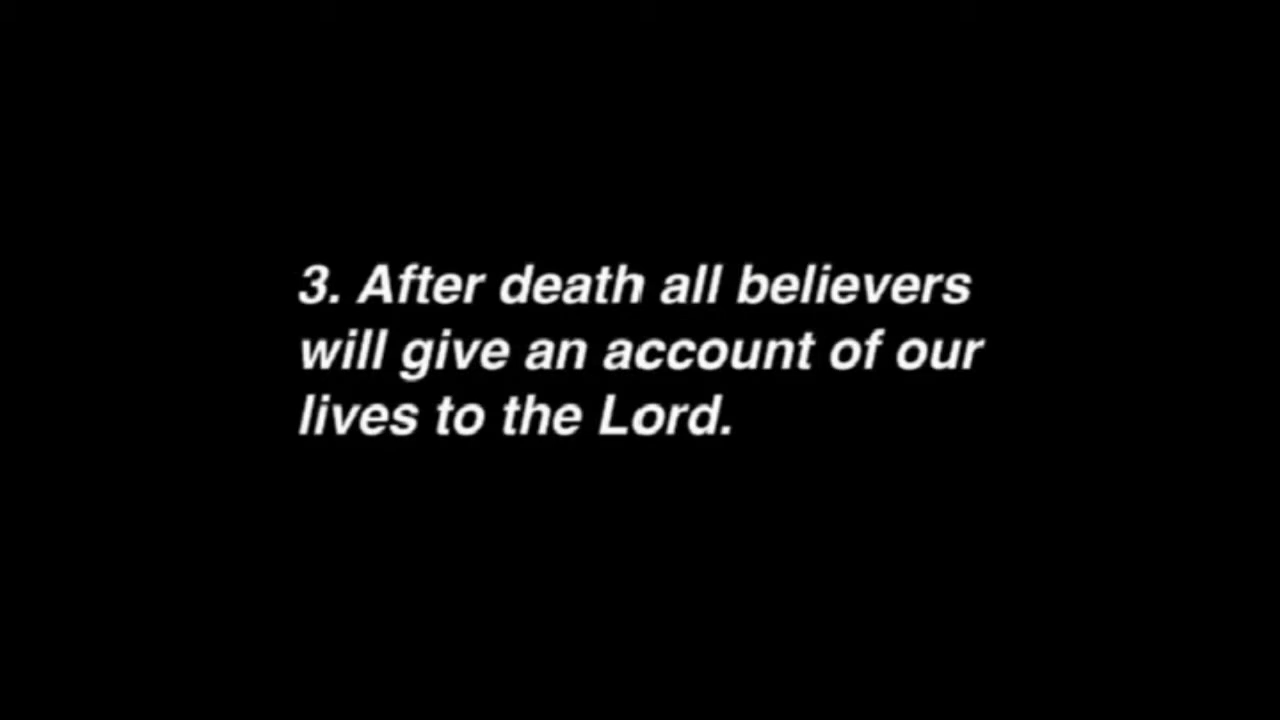 3. After death all believers
will give an account of our
lives to the Lord.